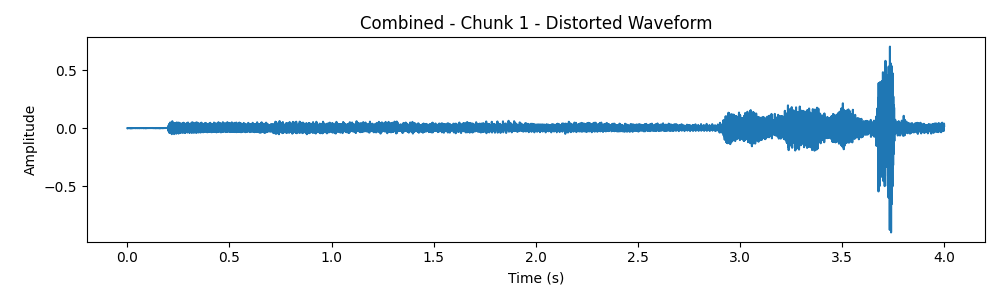 Combined - Chunk 1 - Distorted Waveform
0.5
0.0
−0.5
Amplitude
0.0 0.5 1.0 1.5 2.0 2.5 3.0 3.5 4.0
Time (s)